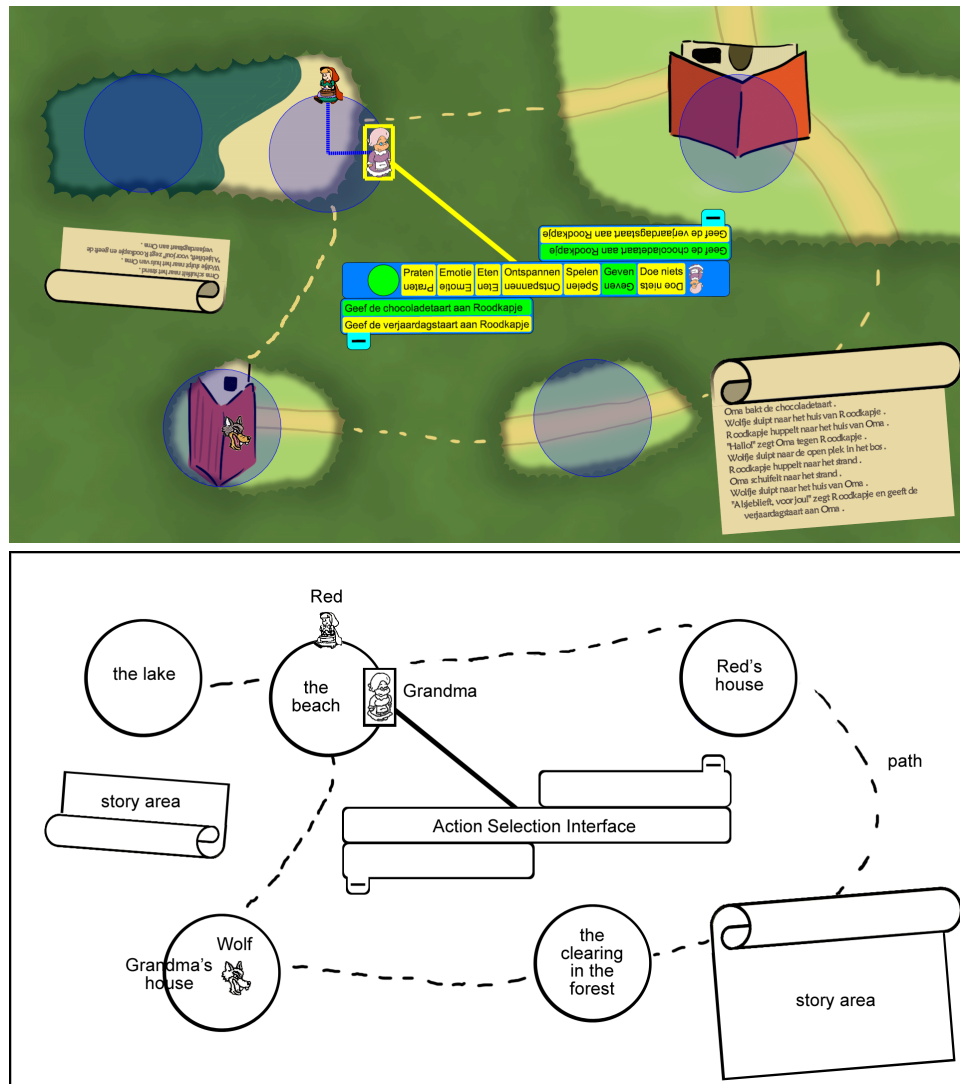 Geef de verjaardagstaart aan Roodkapje
Geef de chocoladetaart aan Roodkapje
Praten Emotie Eten Ontspannen Spelen Geven Doe niets
Praten Emotie Eten Ontspannen Spelen Geven Doe niets
Geef de chocoladetaart aan Roodkapje
Geef de verjaardagstaart aan Roodkapje
Oma schuifelt naar het strand .
Wolfje sluipt naar het huis van Oma .
"Alsjeblieft, voor jou!" zegt Roodkapje en geeft de
verjaardagstaart aan Oma .
Oma bakt de chocoladetaart .
Wolfje sluipt naar het huis van Roodkapje .
Roodkapje huppelt naar het huis van Oma .
"Hallo!" zegt Oma tegen Roodkapje .
Wolfje sluipt naar de open plek in het bos .
Roodkapje huppelt naar het strand .
Oma schuifelt naar het strand .
Wolfje sluipt naar het huis van Oma .
"Alsjeblieft, voor jou!" zegt Roodkapje en geeft de
verjaardagstaart aan Oma .
Red
the lake
the
beach
Grandma
Red's
house
path
story area
Action Selection Interface
Wolf
Grandma's
house
the
clearing
in the
forest
story area